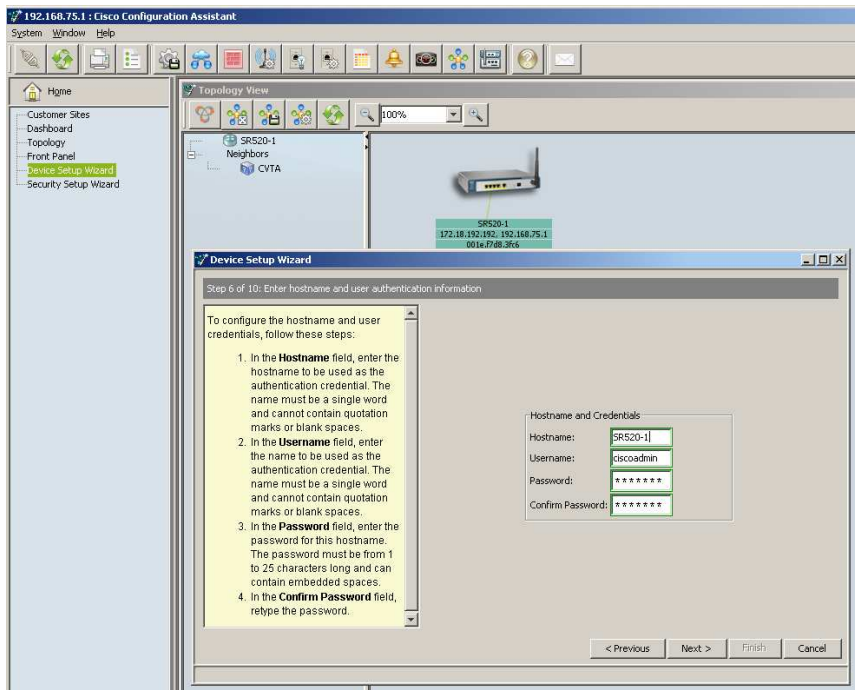 192.168.75.1 : Cisco Configuration Assistant
System Window Help
Home
Customer Sites
Dashboard
Topology
Front Panel
Device Setup Wizard
Security Setup Wizard
Topology View
100%
SR520-1
Neighbors
CVTA
SR520-1
172.18.192.192, 192.168.75.1
001e.f7d8.3fc6
Device Setup Wizard
Step 6 of 10: Enter hostname and user authentication information
To configure the hostname and user
credentials, follow these steps:
1. In the Hostname field, enter the
hostname to be used as the
authentication credential. The
name must be a single word
and cannot contain quotation
marks or blank spaces.
2. In the Username field, enter
the name to be used as the
authentication credential. The
name must be a single word
and cannot contain quotation
marks or blank spaces.
3. In the Password field, enter the
password for this hostname.
The password must be from 1
to 25 characters long and can
contain embedded spaces.
4. In the Confirm Password field,
retype the password.
Hostname and Credentials
Hostname: SR520-1
Username: ciscoadmin
Password: *******
Confirm Password: *******
< Previous Next > Finish Cancel